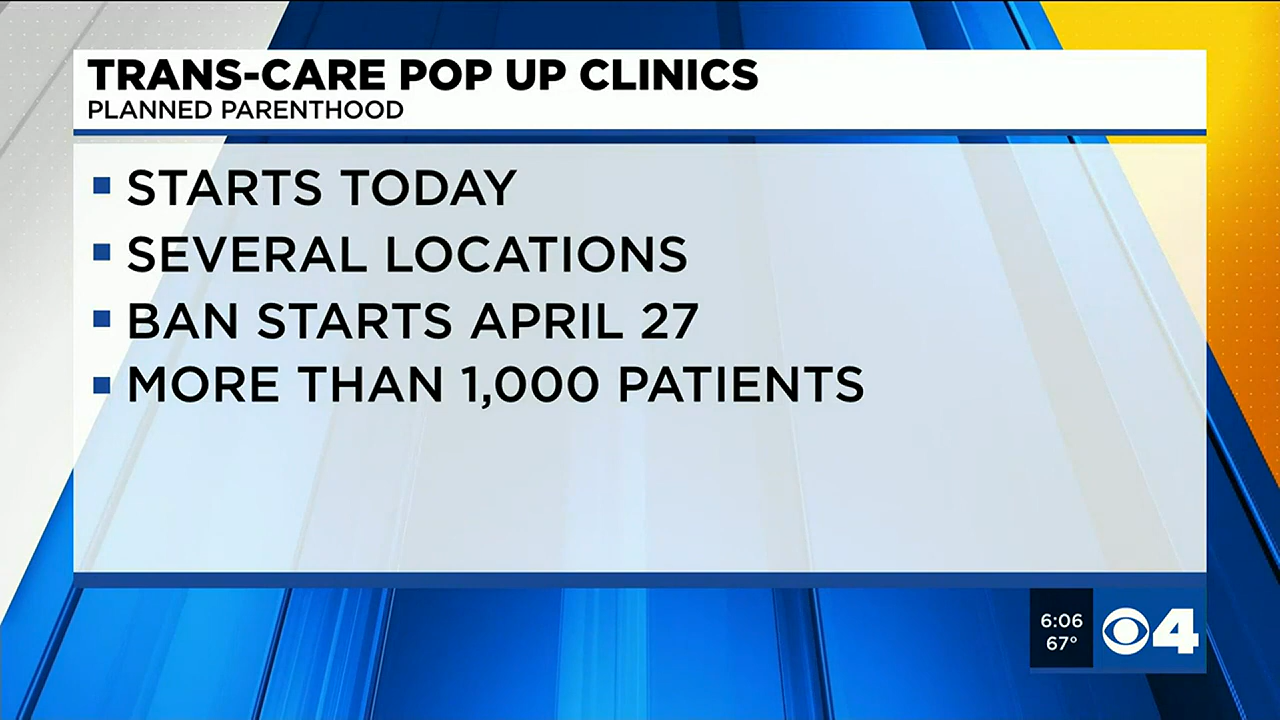 TRANS-CARE POP UP CLINICS
PLANNED PARENTHOOD
STARTS TODAY
SEVERAL LOCATIONS
BAN STARTS APRIL 27
MORE THAN 1,000 PATIENTS
6:06
67°
4